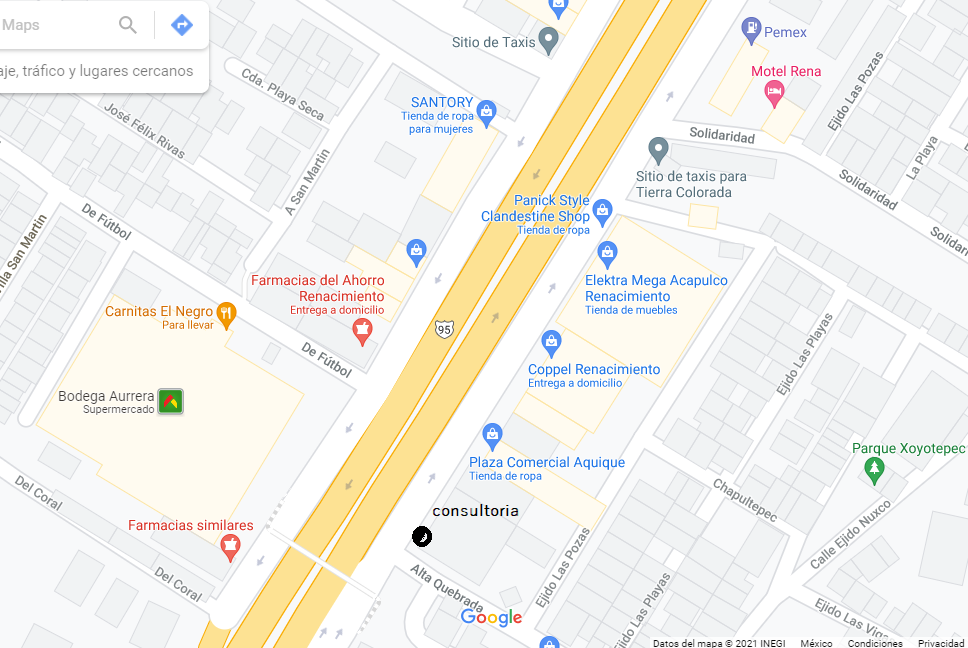 Maps
aje, tráfico y lugares cercanos
Sitio de Taxis
Pemex
Motel Rena
Ejido Las Pozas
La Playa
Cda. Playa Seca
José Félix Rivas
SANTORY
Tienda de ropa
para mujeres
Solidaridad
Sitio de taxis para
Tierra Colorada
Solidaridad
Solidaridad
A San Martin
De Fútbol
illa San Martin
Panick Style
Clandestine Shop
Tienda de ropa
Farmacias del Ahorro
Renacimiento
Entrega a domicilio
Elektra Mega Acapulco
Renacimiento
Tienda de muebles
Carnitas El Negro
Para llevar
95
De Fútbol
Ejido Las Playas
Coppel Renacimiento
Entrega a domicilio
Bodega Aurrera
Supermercado
Plaza Comercial Aquique
Tienda de ropa
Parque Xoyotepec
Del Coral
Chapultepec
consultoria
Farmacias similares
Calle Ejido Nuxco
Del Coral
Alta Quebrada
Ejido Las Pozas
Ejido Las Playas
Ejido Las Viga
Google
Datos del mapa © 2021 INEGI México Condiciones Privacidad